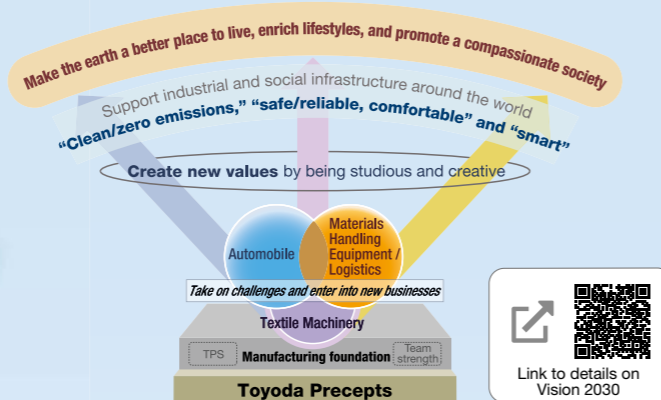 Make the earth a better place to live, enrich lifestyles, and promote a compassionate society
Support industrial and social infrastructure around the world
“Clean/zero emissions,” “safe/reliable, comfortable” and “smart”
Create new values by being studious and creative
Automobile
Materials
Handling
Equipment /
Logistics
Take on challenges and enter into new businesses
Textile Machinery
TPS
Manufacturing foundation
Team
strength
Toyoda Precepts
Link to details on
Vision 2030